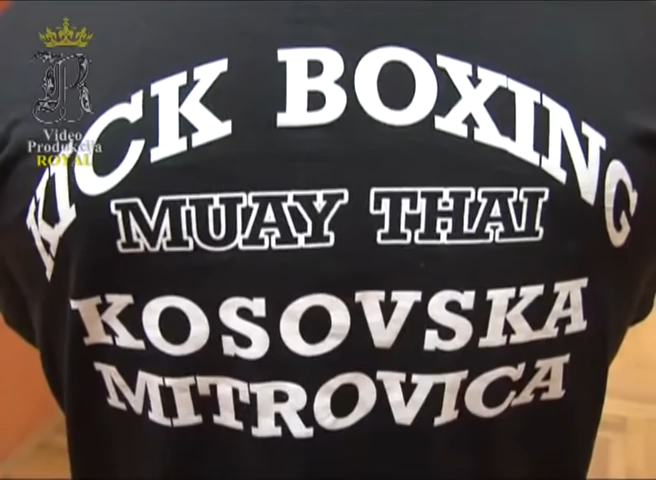 Video
Produkcija
ROYAL
KICK BOXING
MUAY THAI
KOSOVSKA
MITROVICA